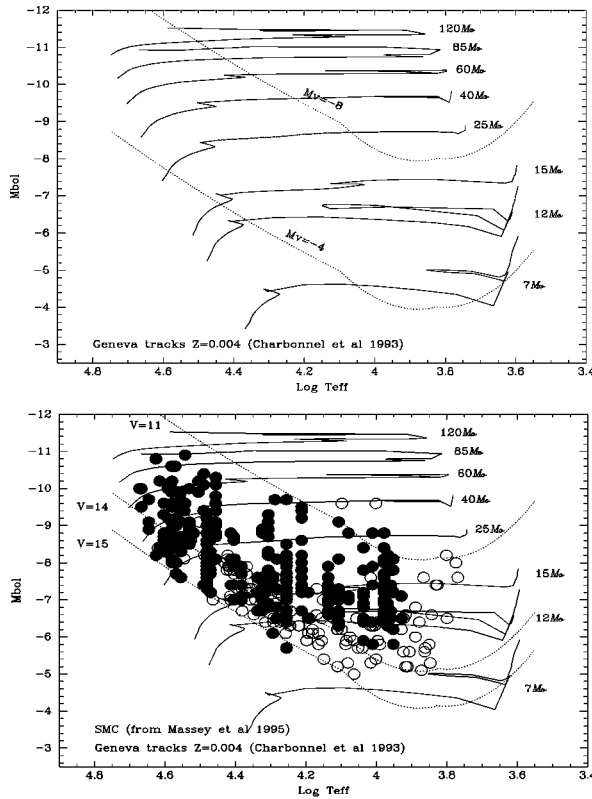 -12
-11
-10
-9
-8
-7
-6
-5
-4
-3
Mbol
120M⊙
85M⊙
60M⊙
40M⊙
25M⊙
15M⊙
12M⊙
7M⊙
Mv=-8
Mv=-4
Geneva tracks Z=0.004 (Charbonnel et al 1993)
4.8 4.6 4.4 4.2 4 3.8 3.6 3.4
Log Teff
-12
-11
-10
-9
-8
-7
-6
-5
-4
-3
Mbol
V=11
V=14
V=15
120M⊙
85M⊙
60M⊙
40M⊙
25M⊙
15M⊙
12M⊙
7M⊙
SMC (from Massey et al 1995)
Geneva tracks Z=0.004 (Charbonnel et al 1993)
4.8 4.6 4.4 4.2 4 3.8 3.6 3.4
Log Teff